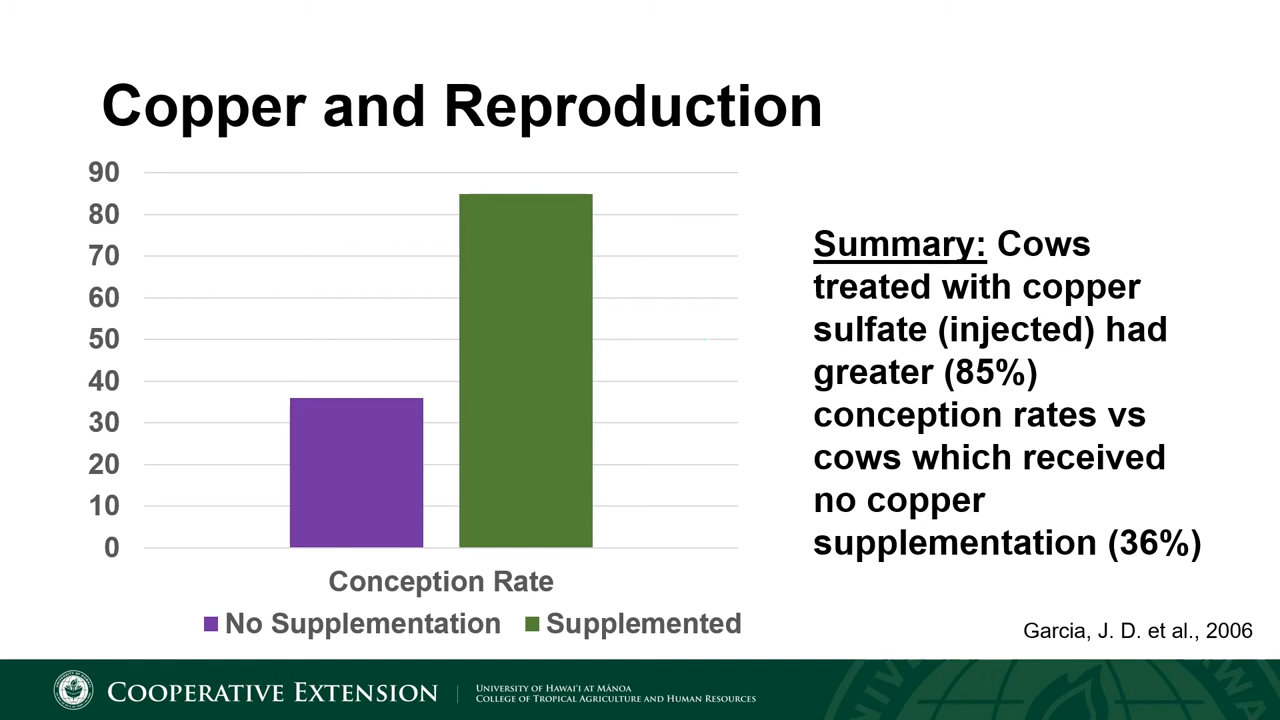 Copper and Reproduction
90
80
70
60
50
40
30
20
10
0
Conception Rate
No Supplementation
Supplemented
Summary: Cows
treated with copper
sulfate (injected) had
greater (85%)
conception rates vs
cows which received
no copper
supplementation (36%)
Garcia, J. D. et al., 2006
COOPERATIVE EXTENSION
UNIVERSITY OF HAWAI‘I AT MĀNOA
COLLEGE OF TROPICAL AGRICULTURE AND HUMAN RESOURCES